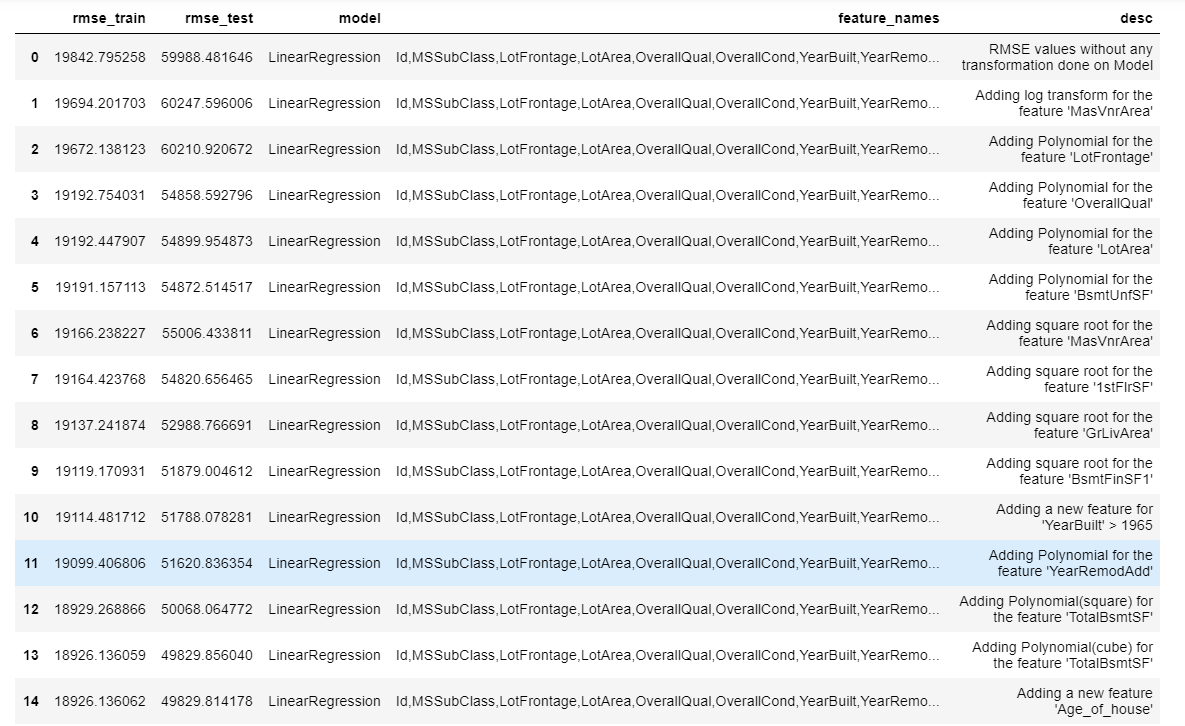 rmse_train rmse_test model feature_names desc
0 19842.795258 59988.481646 LinearRegression Id,MSSubClass,LotFrontage,LotArea,OverallQual,OverallCond,YearBuilt,YearRemo... RMSE values without any
transformation done on Model
1 19694.201703 60247.596006 LinearRegression Id,MSSubClass,LotFrontage,LotArea,OverallQual,OverallCond,YearBuilt,YearRemo... Adding log transform for the
feature 'MasVnrArea'
2 19672.138123 60210.920672 LinearRegression Id,MSSubClass,LotFrontage,LotArea,OverallQual,OverallCond,YearBuilt,YearRemo... Adding Polynomial for the
feature 'LotFrontage'
3 19192.754031 54858.592796 LinearRegression Id,MSSubClass,LotFrontage,LotArea,OverallQual,OverallCond,YearBuilt,YearRemo... Adding Polynomial for the
feature 'OverallQual'
4 19192.447907 54899.954873 LinearRegression Id,MSSubClass,LotFrontage,LotArea,OverallQual,OverallCond,YearBuilt,YearRemo... Adding Polynomial for the
feature 'LotArea'
5 19191.157113 54872.514517 LinearRegression Id,MSSubClass,LotFrontage,LotArea,OverallQual,OverallCond,YearBuilt,YearRemo... Adding Polynomial for the
feature 'BsmtUnfSF'
6 19166.238227 55006.433811 LinearRegression Id,MSSubClass,LotFrontage,LotArea,OverallQual,OverallCond,YearBuilt,YearRemo... Adding square root for the
feature 'MasVnrArea'
7 19164.423768 54820.656465 LinearRegression Id,MSSubClass,LotFrontage,LotArea,OverallQual,OverallCond,YearBuilt,YearRemo... Adding square root for the
feature '1stFlrSF'
8 19137.241874 52988.766691 LinearRegression Id,MSSubClass,LotFrontage,LotArea,OverallQual,OverallCond,YearBuilt,YearRemo... Adding square root for the
feature 'GrLivArea'
9 19119.170931 51879.004612 LinearRegression Id,MSSubClass,LotFrontage,LotArea,OverallQual,OverallCond,YearBuilt,YearRemo... Adding square root for the
feature 'BsmtFinSF1'
10 19114.481712 51788.078281 LinearRegression Id,MSSubClass,LotFrontage,LotArea,OverallQual,OverallCond,YearBuilt,YearRemo... Adding a new feature for
'YearBuilt' > 1965
11 19099.406806 51620.836354 LinearRegression Id,MSSubClass,LotFrontage,LotArea,OverallQual,OverallCond,YearBuilt,YearRemo... Adding Polynomial for the
feature 'YearRemodAdd'
12 18929.268866 50068.064772 LinearRegression Id,MSSubClass,LotFrontage,LotArea,OverallQual,OverallCond,YearBuilt,YearRemo... Adding Polynomial(square) for
the feature 'TotalBsmtSF'
13 18926.136059 49829.856040 LinearRegression Id,MSSubClass,LotFrontage,LotArea,OverallQual,OverallCond,YearBuilt,YearRemo... Adding Polynomial(cube) for
the feature 'TotalBsmtSF'
14 18926.136062 49829.814178 LinearRegression Id,MSSubClass,LotFrontage,LotArea,OverallQual,OverallCond,YearBuilt,YearRemo... Adding a new feature
'Age_of_house'